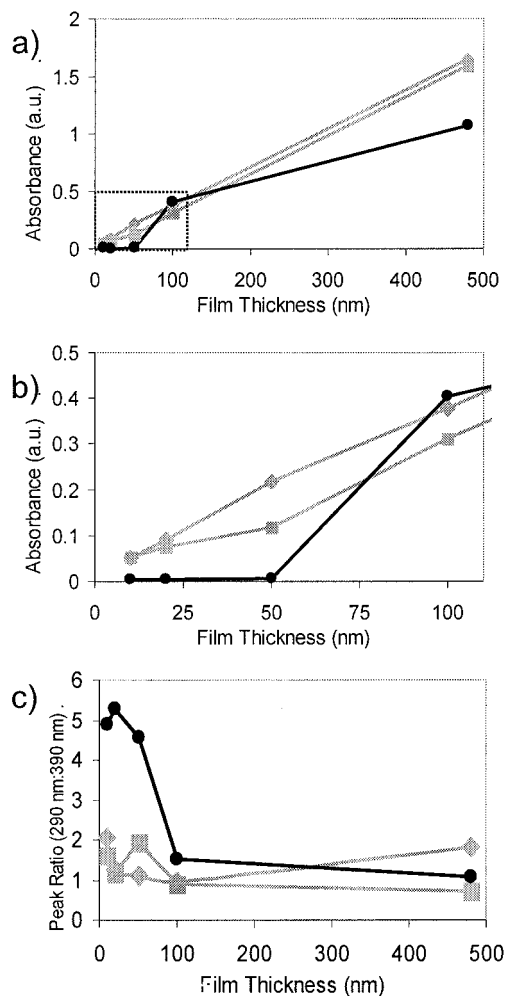 a)
2
1.5
1
0.5
0
Absorbance (a.u.)
0 100 200 300 400 500
Film Thickness (nm)
b)
0.5
0.4
0.3
0.2
0.1
0
Absorbance (a.u.)
0 25 50 75 100
Film Thickness (nm)
c)
6
5
4
3
2
1
0
Peak Ratio (290 nm:390 nm)
0 100 200 300 400 500
Film Thickness (nm)